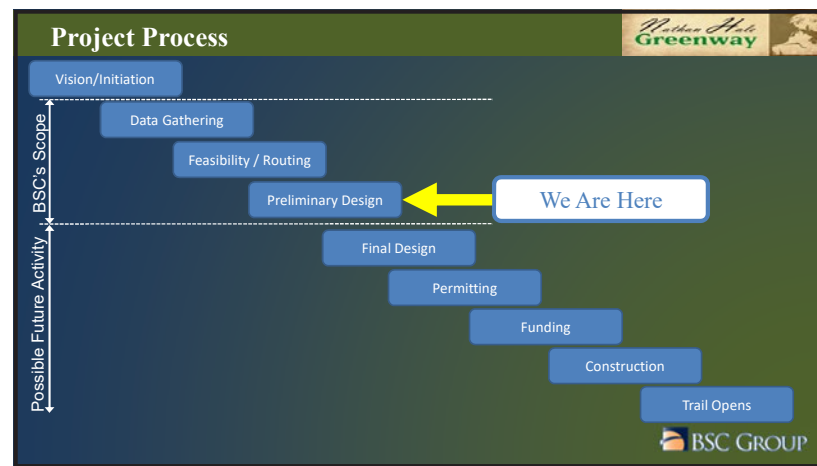 Project Process
Nathan Hale
Greenway
Vision/Initiation
BSC's Scope
Data Gathering
Feasibility / Routing
Preliminary Design
We Are Here
Possible Future Activity
Final Design
Permitting
Funding
Construction
Trail Opens
BSC GROUP